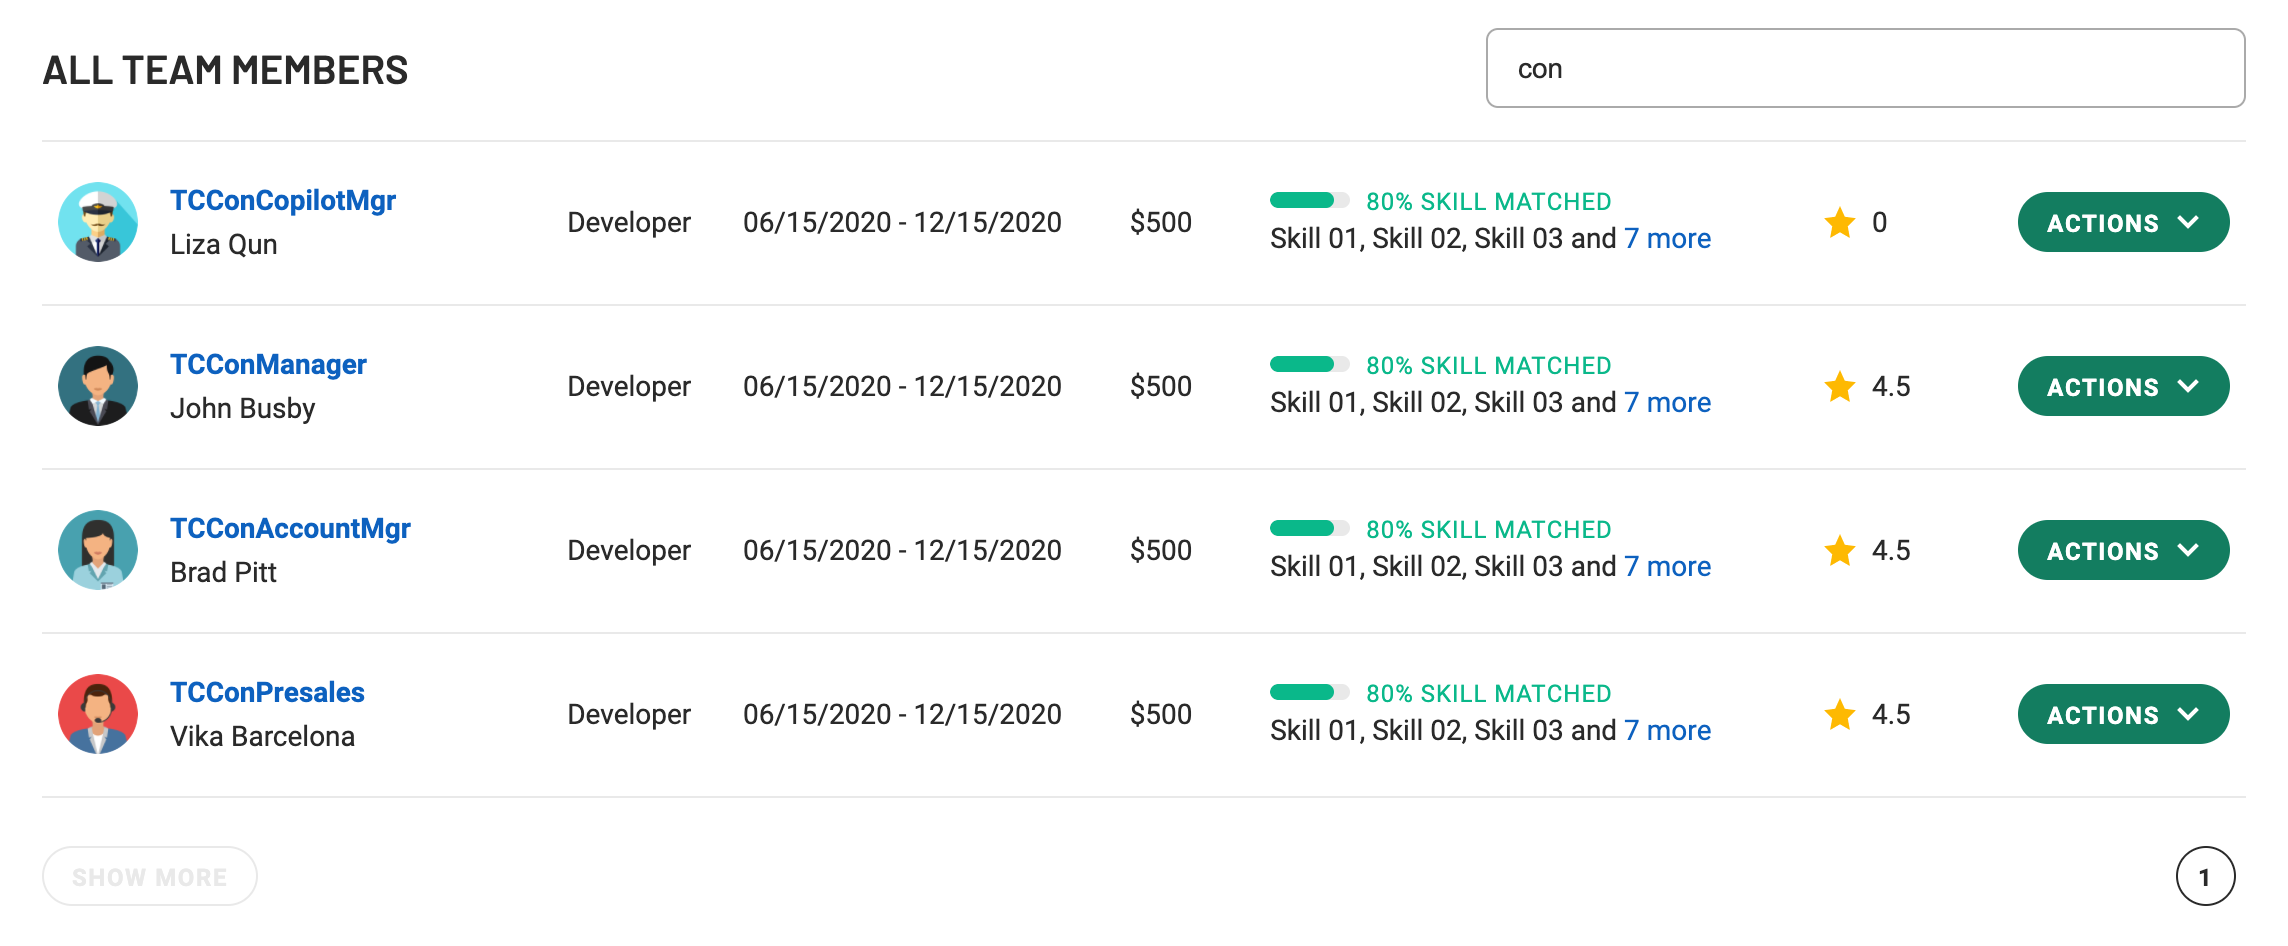 ALL TEAM MEMBERS
con
TCConCopilotMgr
Liza Qun
Developer
06/15/2020 - 12/15/2020
$500
80% SKILL MATCHED
Skill 01, Skill 02, Skill 03 and 7 more
0
ACTIONS
TCConManager
John Busby
Developer
06/15/2020 - 12/15/2020
$500
80% SKILL MATCHED
Skill 01, Skill 02, Skill 03 and 7 more
4.5
ACTIONS
TCConAccountMgr
Brad Pitt
Developer
06/15/2020 - 12/15/2020
$500
80% SKILL MATCHED
Skill 01, Skill 02, Skill 03 and 7 more
4.5
ACTIONS
TCConPresales
Vika Barcelona
Developer
06/15/2020 - 12/15/2020
$500
80% SKILL MATCHED
Skill 01, Skill 02, Skill 03 and 7 more
4.5
ACTIONS
SHOW MORE
1